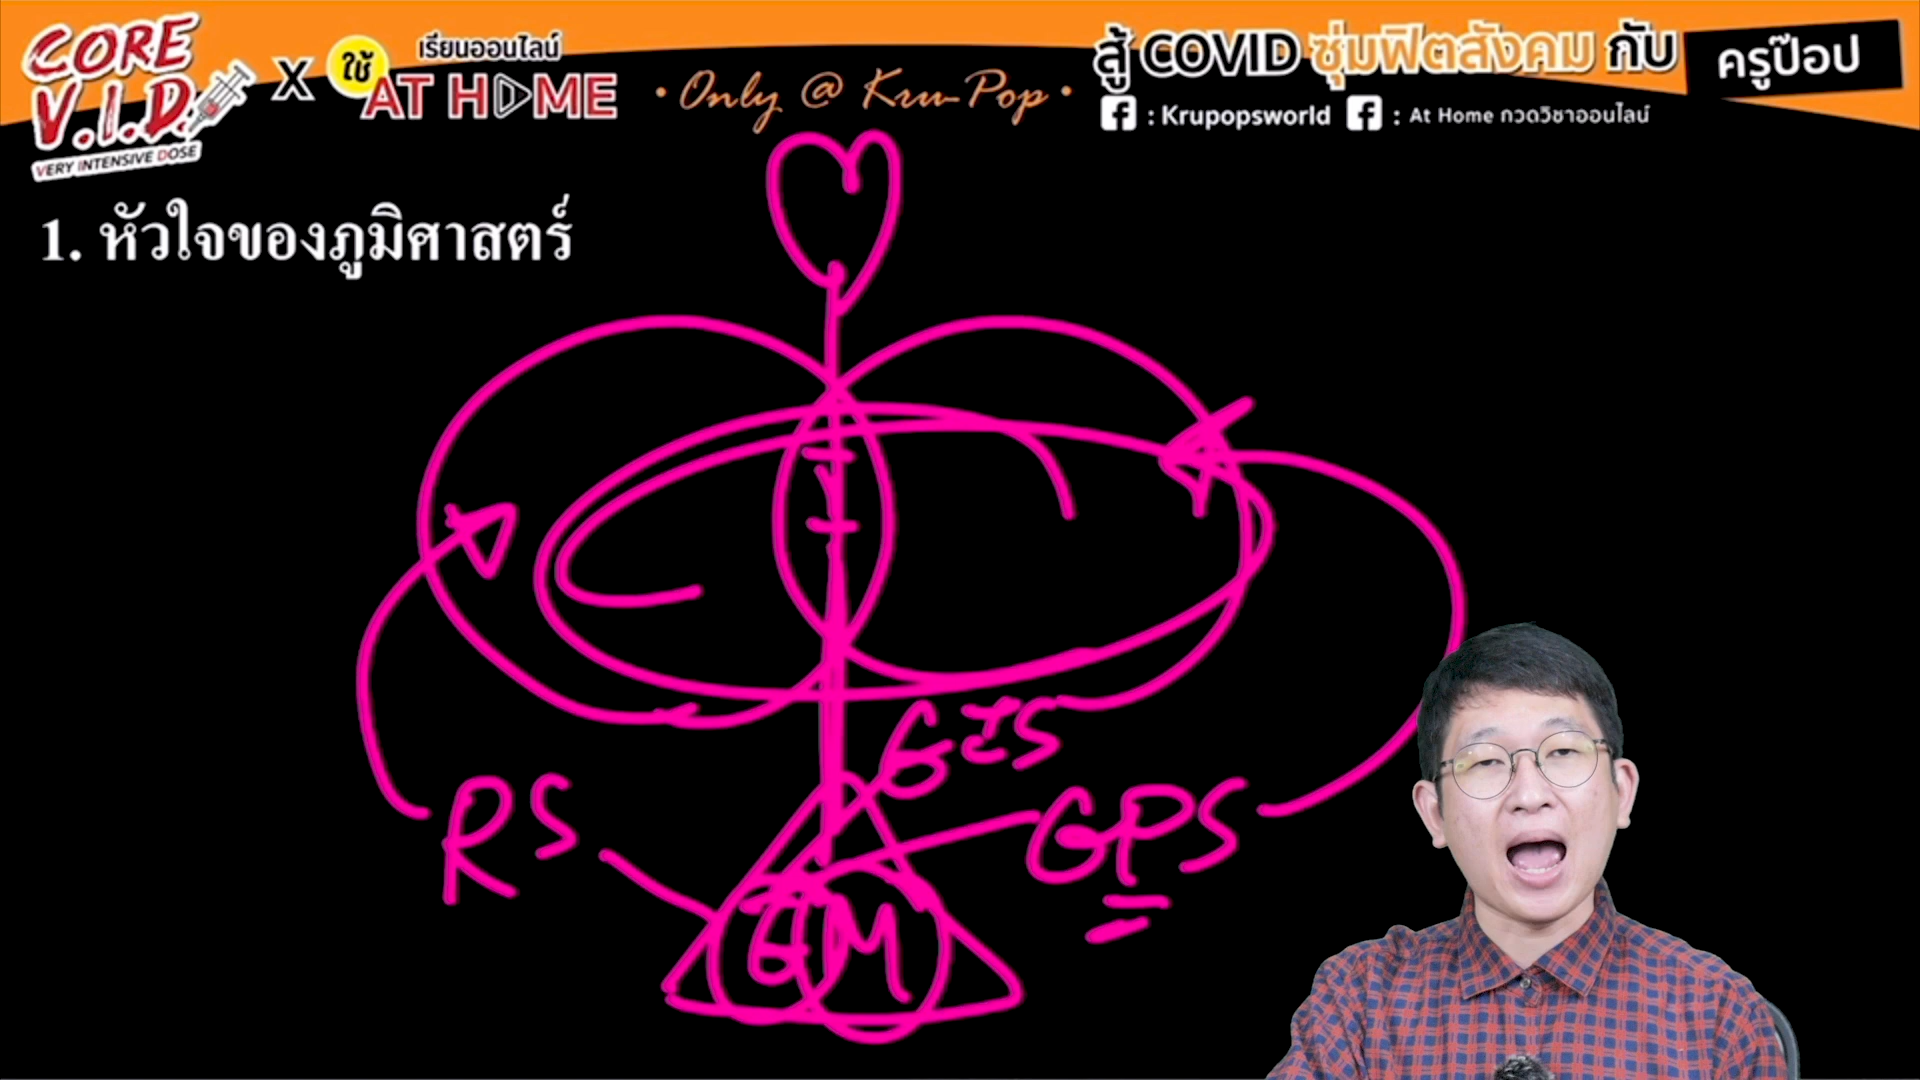 CORE
V.I.D.
VERY INTENSIVE DOSE
X
ใช้
เรียนออนไลน์
AT HOME
• Only @ Kru-Pop •
สู้ COVID ซุ่มฟิตสังคม กับ ครูป๊อป
: Krupopsworld : At Home กวดวิชาออนไลน์
1. หัวใจของภูมิศาสตร์
GIS
RS
GPS